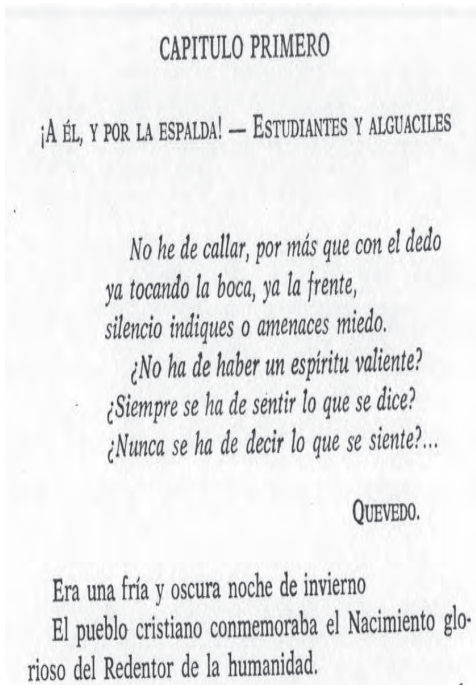 CAPITULO PRIMERO
¡A ÉL, Y POR LA ESPALDA! — ESTUDIANTES Y ALGUACILES
No he de callar, por más que con el dedo
ya tocando la boca, ya la frente,
silencio indiques o amenaces miedo.
¿No ha de haber un espíritu valiente?
¿Siempre se ha de sentir lo que se dice?
¿Nunca se ha de decir lo que se siente?...
QUEVEDO.
Era una fría y oscura noche de invierno
El pueblo cristiano conmemoraba el Nacimiento glo-
rioso del Redentor de la humanidad.